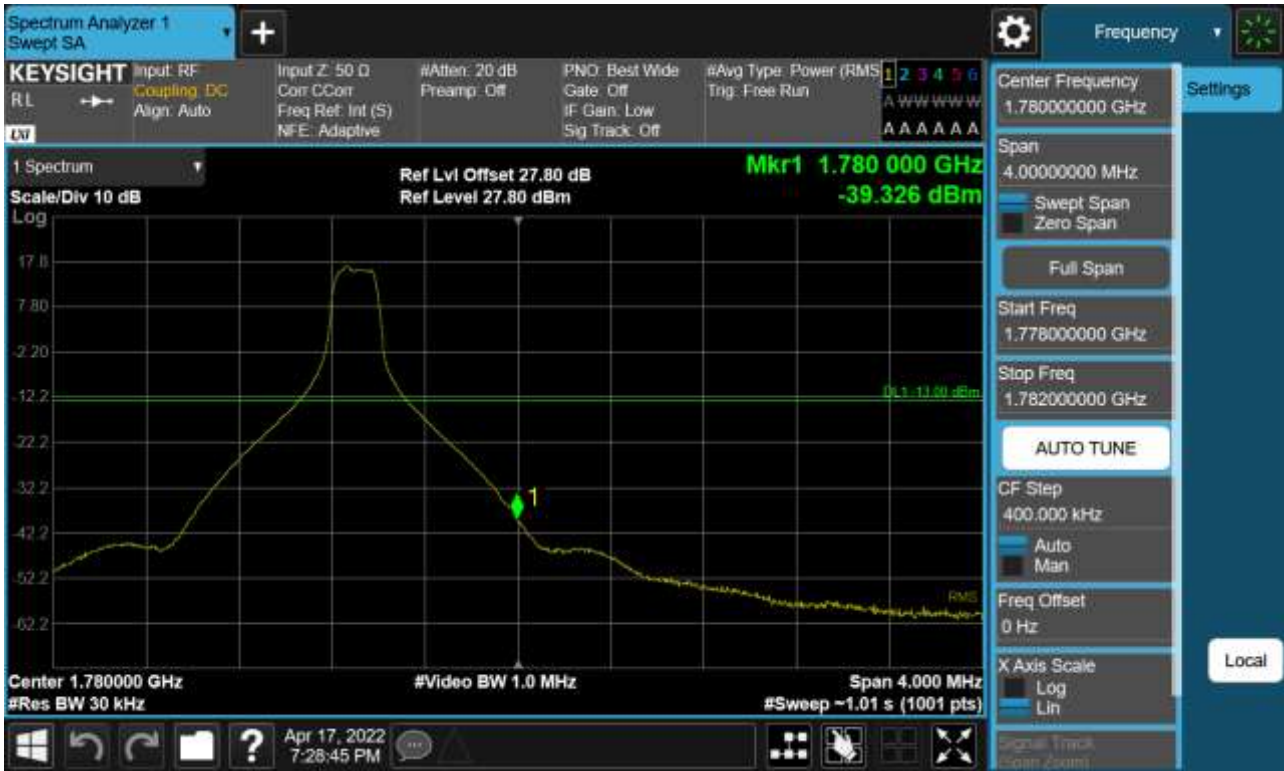 Spectrum Analyzer 1
Swept SA
+
Frequency
KEYSIGHT
RL
LXI
Input: RF
Coupling: DC
Align: Auto
Input Z: 50 Ω
Corr CCorr
Freq Ref: Int (S)
NFE: Adaptive
#Atten: 20 dB
Preamp: Off
PNO: Best Wide
Gate: Off
IF Gain: Low
Sig Track: Off
#Avg Type: Power (RMS
Trig: Free Run
1 2 3 4 5 6
A W W W W W
A A A A A A
1 Spectrum
Scale/Div 10 dB
Log
Ref Lvl Offset 27.80 dB
Ref Level 27.80 dBm
Mkr1 1.780 000 GHz
-39.326 dBm
17.8
7.80
-2.20
-12.2
-22.2
-32.2
-42.2
-52.2
-62.2
DL1 -13.00 dBm
1
RMS
Center 1.780000 GHz
#Res BW 30 kHz
#Video BW 1.0 MHz
Span 4.000 MHz
#Sweep ~1.01 s (1001 pts)
Center Frequency
1.780000000 GHz
Settings
Span
4.00000000 MHz
Swept Span
Zero Span
Full Span
Start Freq
1.778000000 GHz
Stop Freq
1.782000000 GHz
AUTO TUNE
CF Step
400.000 kHz
Auto
Man
Freq Offset
0 Hz
X Axis Scale
Log
Lin
Local
Signal Track
(Span Zoom)
?
Apr 17, 2022
7:28:45 PM